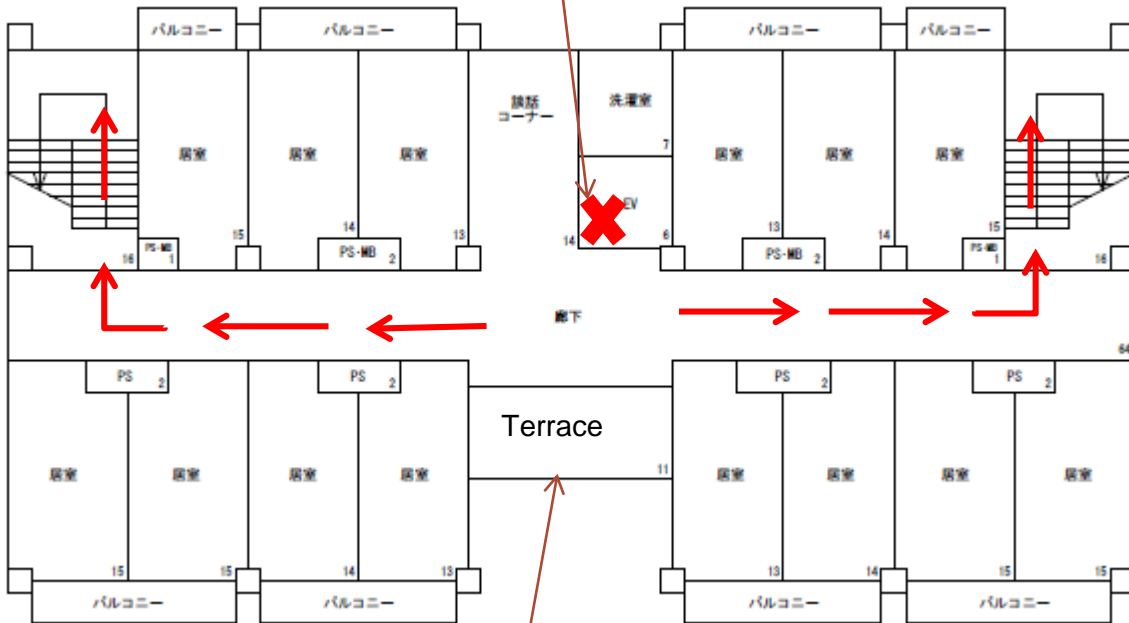 バルコニー バルコニー バルコニー バルコニー
談話
コーナー
洗濯室
7
居室 居室 居室 居室 居室 居室
EV
15 14 13 14 6 13 14 15
PS-MB 1
PS-MB 2
PS-MB 2
PS-MB 1
16 16
廊下
64
PS 2
PS 2
PS 2
PS 2
Terrace
11
居室 居室 居室 居室 居室 居室 居室 居室
15 15 14 13 13 14 15 15
バルコニー バルコニー バルコニー バルコニー